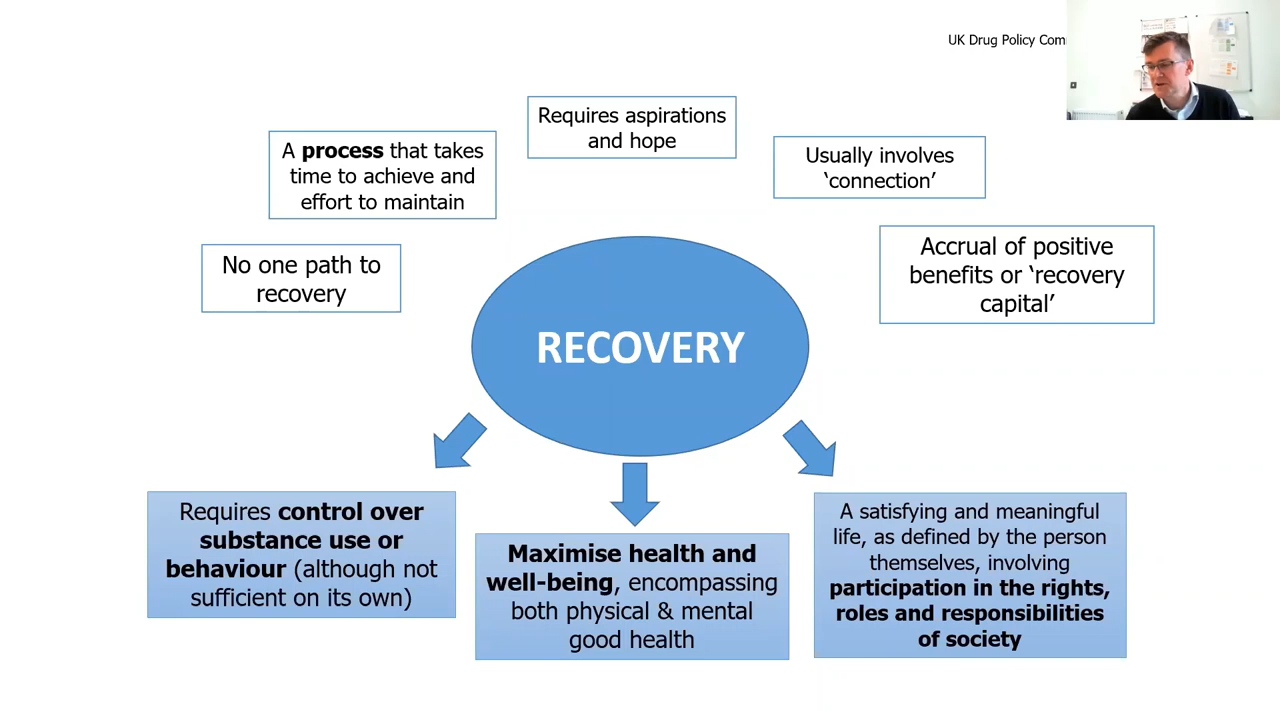 UK Drug Policy
Requires aspirations
and hope
A process that takes
time to achieve and
effort to maintain
Usually involves
‘connection’
No one path to
recovery
Accrual of positive
benefits or ‘recovery
capital’
RECOVERY
Requires control over
substance use or
behaviour (although not
sufficient on its own)
Maximise health and
well-being, encompassing
both physical & mental
good health
A satisfying and meaningful
life, as defined by the person
themselves, involving
participation in the rights,
roles and responsibilities
of society